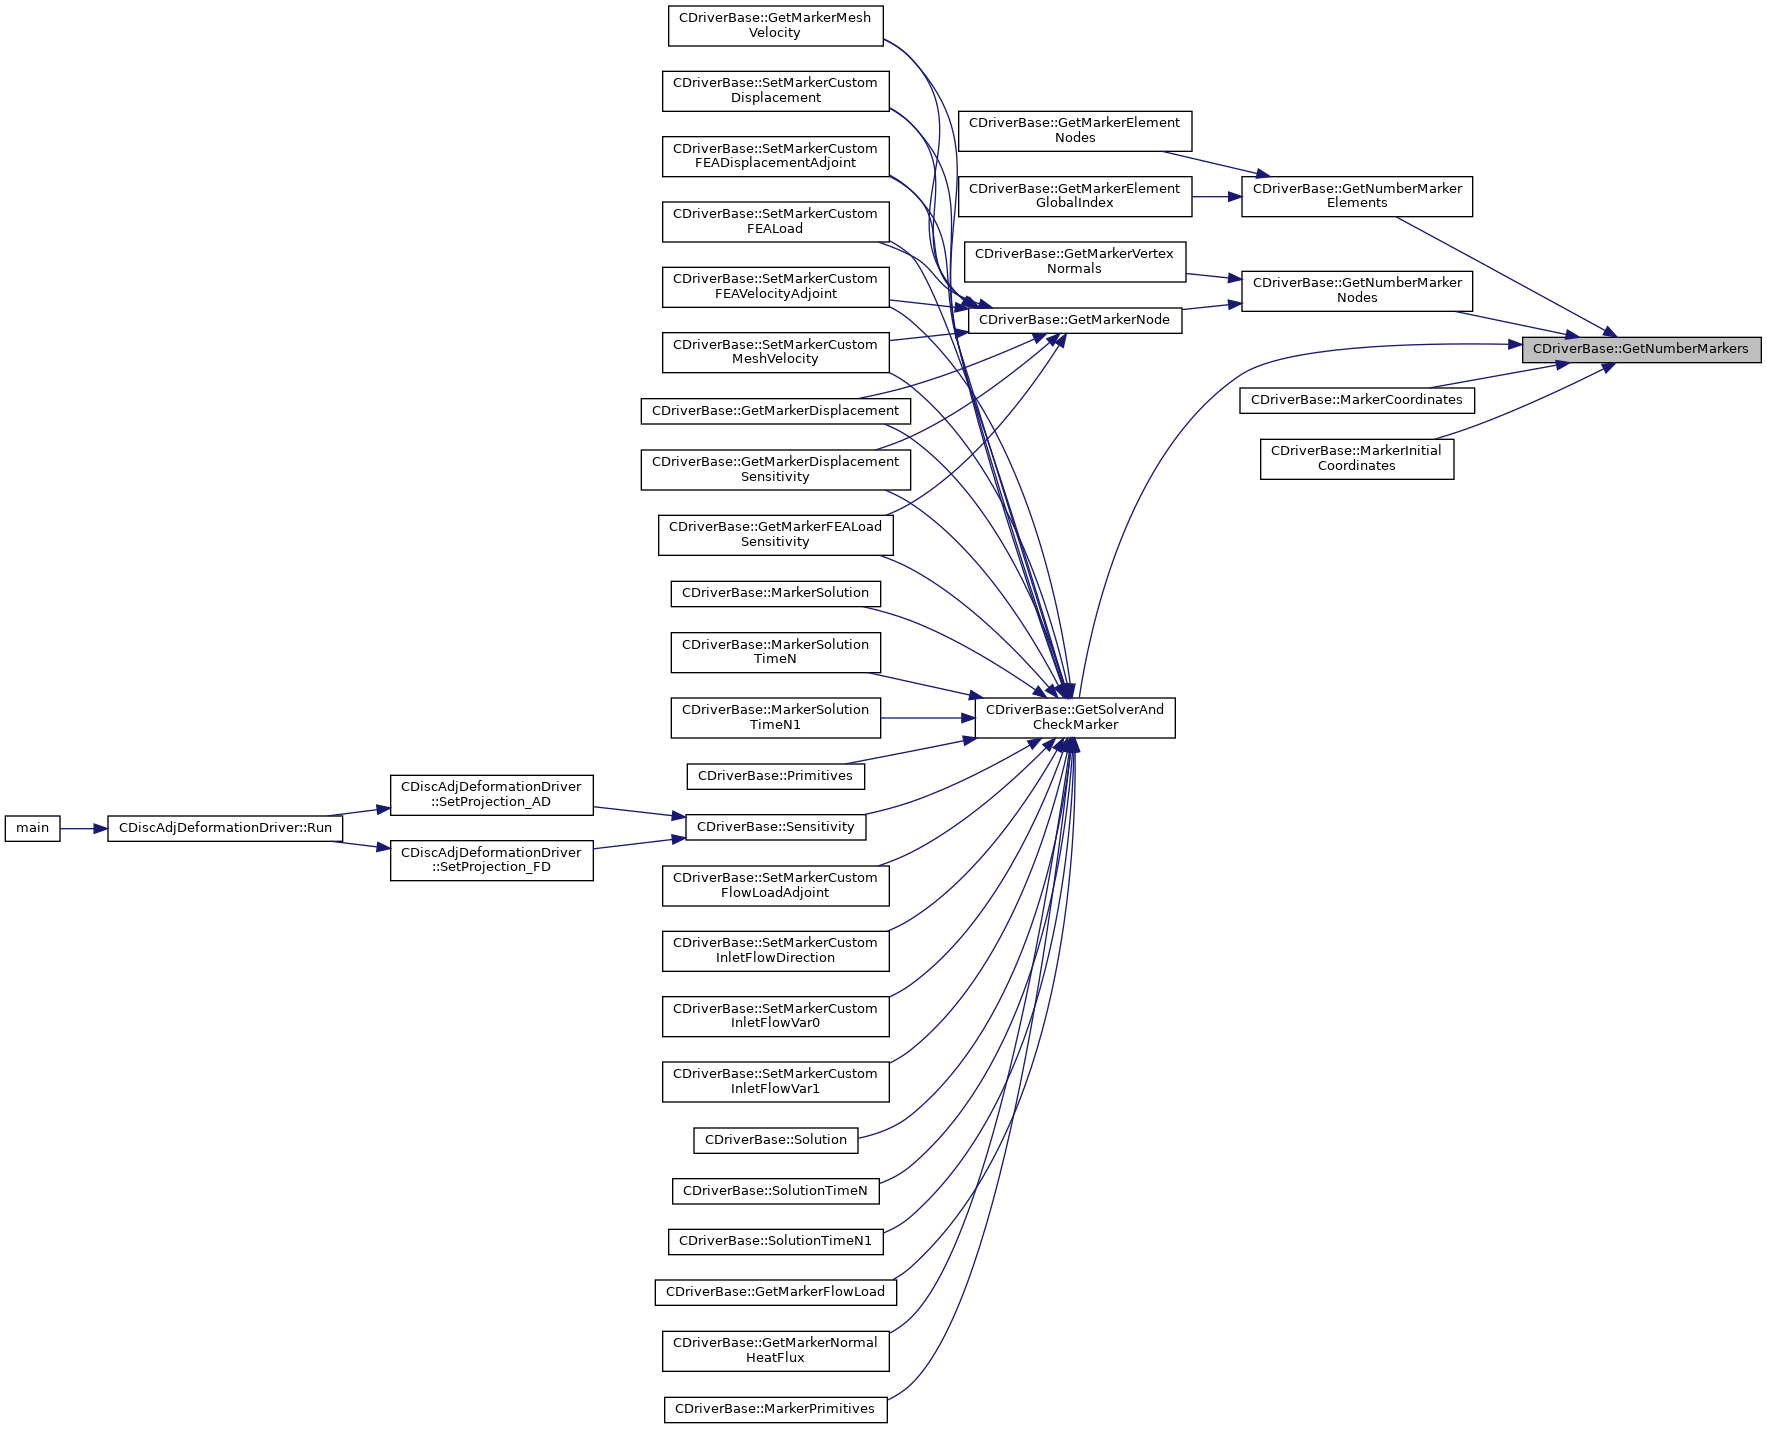 CDriverBase::GetMarkerMesh
Velocity
CDriverBase::SetMarkerCustom
Displacement
CDriverBase::SetMarkerCustom
FEADisplacementAdjoint
CDriverBase::SetMarkerCustom
FEALoad
CDriverBase::SetMarkerCustom
FEAVelocityAdjoint
CDriverBase::SetMarkerCustom
MeshVelocity
CDriverBase::GetMarkerDisplacement
CDriverBase::GetMarkerDisplacement
Sensitivity
CDriverBase::GetMarkerFEALoad
Sensitivity
CDriverBase::MarkerSolution
CDriverBase::MarkerSolution
TimeN
CDriverBase::MarkerSolution
TimeN1
CDriverBase::Primitives
CDriverBase::Sensitivity
CDriverBase::SetMarkerCustom
FlowLoadAdjoint
CDriverBase::SetMarkerCustom
InletFlowDirection
CDriverBase::SetMarkerCustom
InletFlowVar0
CDriverBase::SetMarkerCustom
InletFlowVar1
CDriverBase::Solution
CDriverBase::SolutionTimeN
CDriverBase::SolutionTimeN1
CDriverBase::GetMarkerFlowLoad
CDriverBase::GetMarkerNormal
HeatFlux
CDriverBase::MarkerPrimitives
main
CDiscAdjDeformationDriver::Run
CDiscAdjDeformationDriver
::SetProjection_AD
CDiscAdjDeformationDriver
::SetProjection_FD
CDriverBase::GetMarkerElement
Nodes
CDriverBase::GetMarkerElement
GlobalIndex
CDriverBase::GetMarkerVertex
Normals
CDriverBase::GetMarkerNode
CDriverBase::GetSolverAnd
CheckMarker
CDriverBase::GetNumberMarker
Elements
CDriverBase::GetNumberMarker
Nodes
CDriverBase::MarkerCoordinates
CDriverBase::MarkerInitial
Coordinates
CDriverBase::GetNumberMarkers